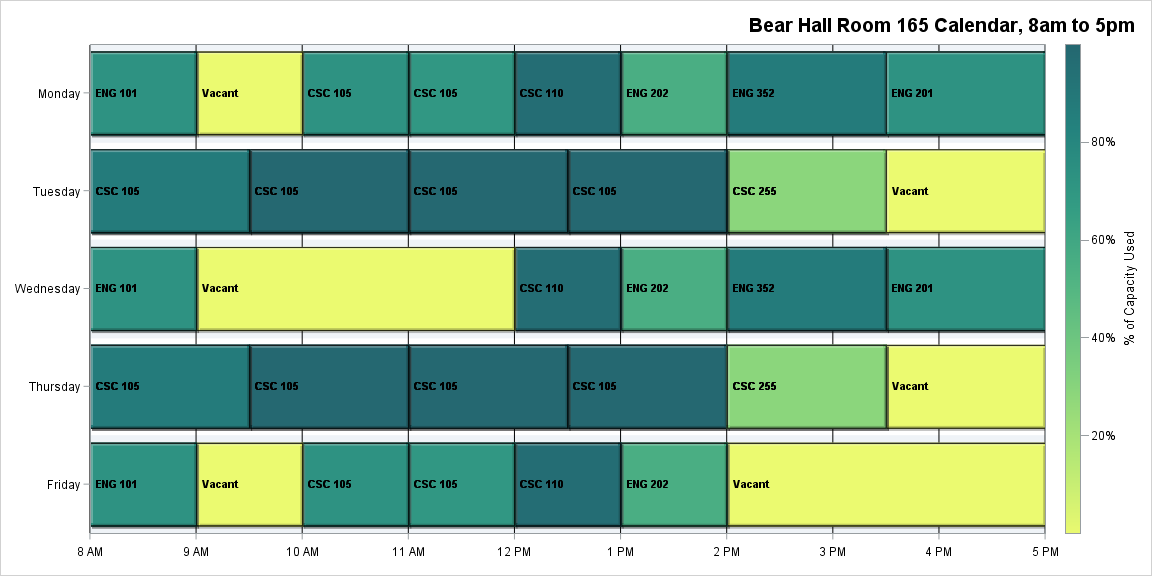 Bear Hall Room 165 Calendar, 8am to 5pm
Monday ENG 101 Vacant CSC 105 CSC 105 CSC 110 ENG 202 ENG 352 ENG 201
Tuesday CSC 105 CSC 105 CSC 105 CSC 105 CSC 255 Vacant
Wednesday ENG 101 Vacant CSC 110 ENG 202 ENG 352 ENG 201
Thursday CSC 105 CSC 105 CSC 105 CSC 105 CSC 255 Vacant
Friday ENG 101 Vacant CSC 105 CSC 105 CSC 110 ENG 202 Vacant
8 AM 9 AM 10 AM 11 AM 12 PM 1 PM 2 PM 3 PM 4 PM 5 PM
80%
60%
40%
20%
% of Capacity Used